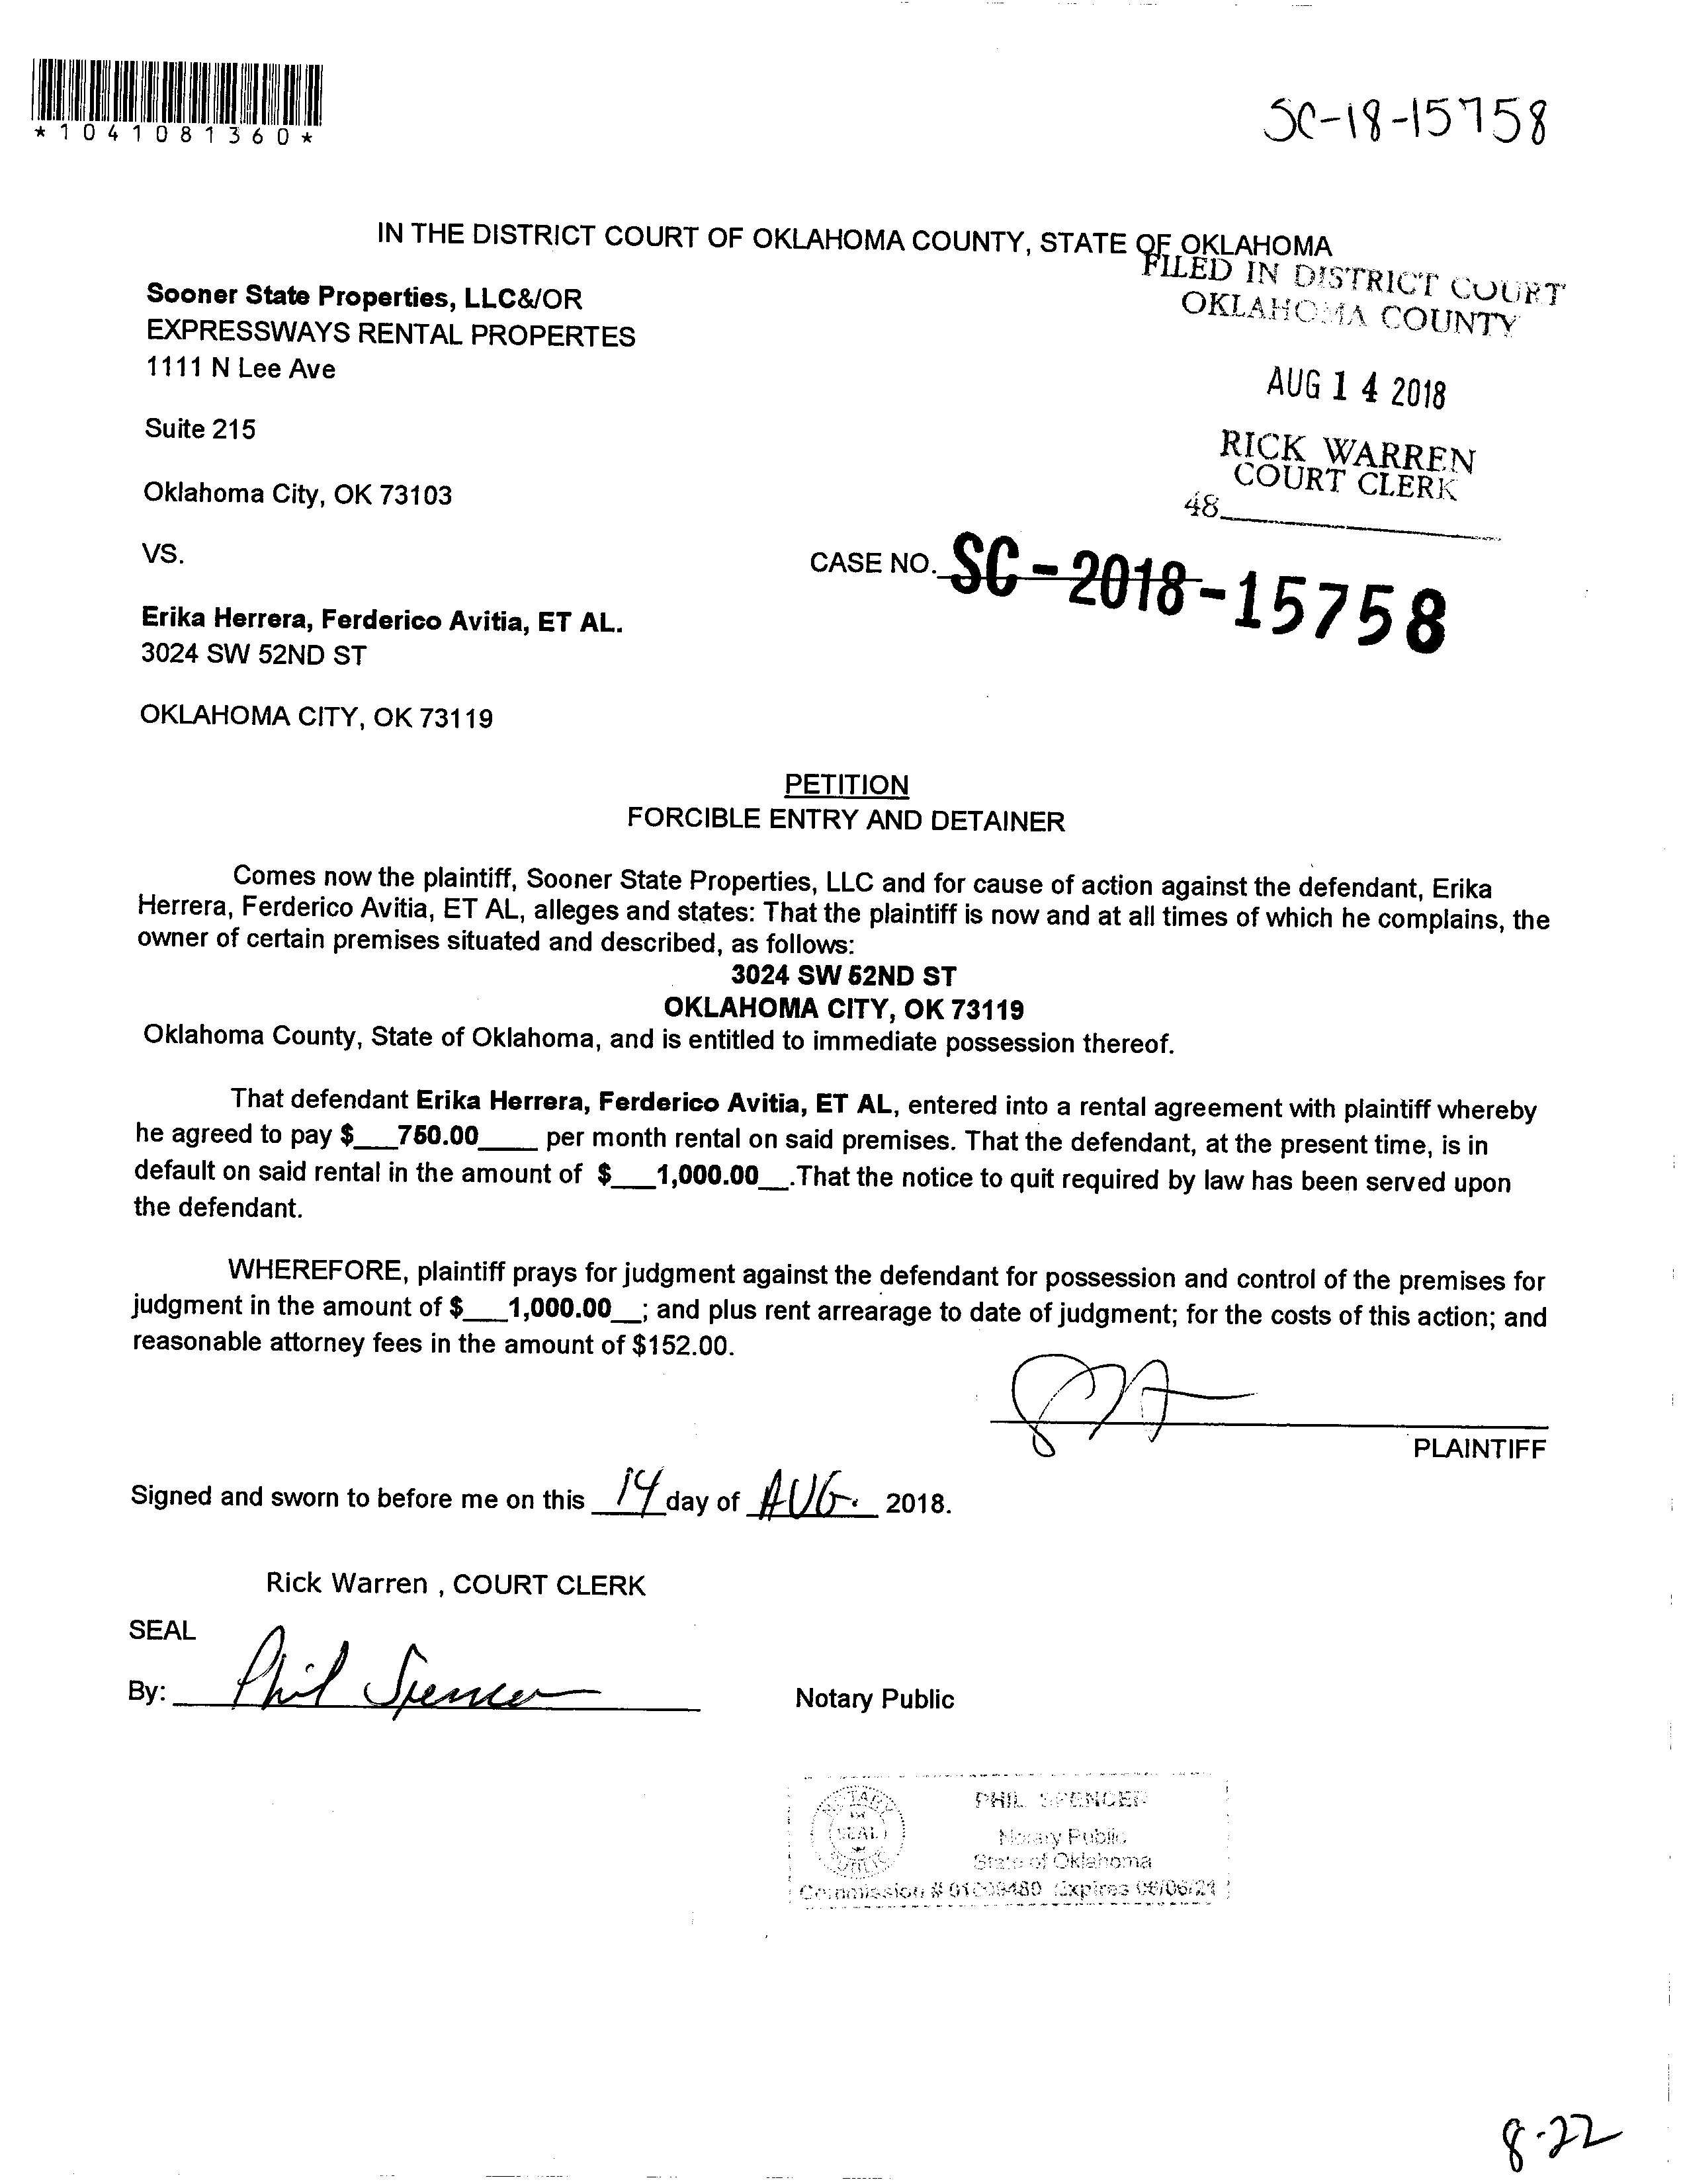 *1041081360*
SC-18-15758
IN THE DISTRICT COURT OF OKLAHOMA COUNTY, STATE OF OKLAHOMA
FILED IN DISTRICT COURT
OKLAHOMA COUNTY
Sooner State Properties, LLC&/OR
EXPRESSWAYS RENTAL PROPERTES
1111 N Lee Ave
AUG 14 2018
Suite 215
RICK WARREN
COURT CLERK
Oklahoma City, OK 73103
48
VS.
CASE NO. SC-2018-15758
Erika Herrera, Ferderico Avitia, ET AL.
3024 SW 52ND ST
OKLAHOMA CITY, OK 73119
PETITION
FORCIBLE ENTRY AND DETAINER
Comes now the plaintiff, Sooner State Properties, LLC and for cause of action against the defendant, Erika
Herrera, Ferderico Avitia, ET AL, alleges and states: That the plaintiff is now and at all times of which he complains, the
owner of certain premises situated and described, as follows:
3024 SW 52ND ST
OKLAHOMA CITY, OK 73119
Oklahoma County, State of Oklahoma, and is entitled to immediate possession thereof.
That defendant Erika Herrera, Ferderico Avitia, ET AL, entered into a rental agreement with plaintiff whereby
he agreed to pay $___750.00____ per month rental on said premises. That the defendant, at the present time, is in
default on said rental in the amount of $___1,000.00__.That the notice to quit required by law has been served upon
the defendant.
WHEREFORE, plaintiff prays for judgment against the defendant for possession and control of the premises for
judgment in the amount of $___1,000.00__; and plus rent arrearage to date of judgment; for the costs of this action; and
reasonable attorney fees in the amount of $152.00.
PLAINTIFF
Signed and sworn to before me on this 14 day of AUG. 2018.
Rick Warren , COURT CLERK
SEAL
By: Phil Spencer
Notary Public
PHIL SPENCER
NOTARY
SEAL
PUBLIC
Notary Public
State of Oklahoma
Commission # 01009480 Expires 06/06/21
8-22